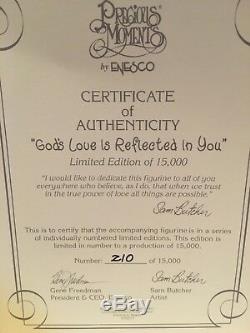 PRECIOUS
MOMENTS®
BY ENESCO
CERTIFICATE
of
AUTHENTICITY
"God's Love is Reflected in You"
Limited Edition of 15,000
"I would like to dedicate this figurine to all of you
everywhere who believe, as I do, that when we trust
in the true power of love all things are possible."
Sam Butcher
This is to certify that the accompanying figurine is in a
series of individually numbered limited editions. This edition is
limited in number to a production of 15,000.
Number: 210 of 15,000
Sam Butcher
Gene Freedman
Sam Butcher
President & CEO,
Artist